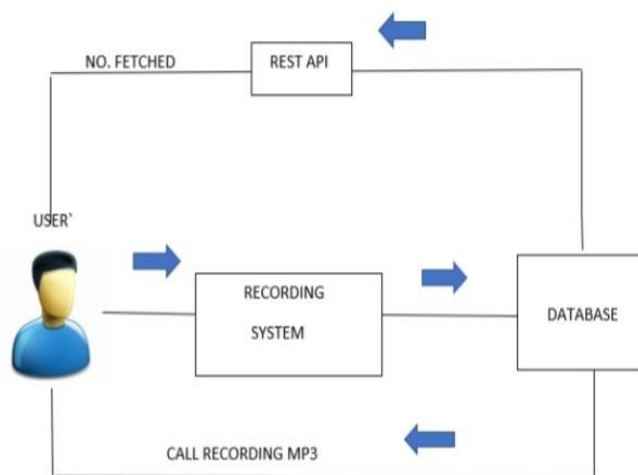 NO. FETCHED
REST API
USER`
RECORDING
SYSTEM
DATABASE
CALL RECORDING MP3